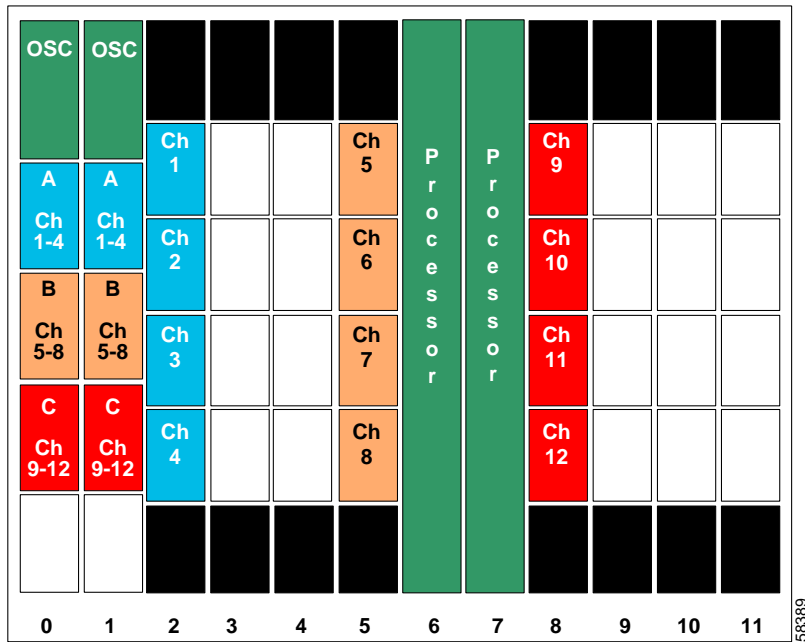 OSC OSC
A A
Ch Ch
1-4 1-4
B B
Ch Ch
5-8 5-8
C C
Ch Ch
9-12 9-12
Ch
1
Ch
2
Ch
3
Ch
4
Ch
5
Ch
6
Ch
7
Ch
8
Processor
Processor
Ch
9
Ch
10
Ch
11
Ch
12
0 1 2 3 4 5 6 7 8 9 10 11
58389